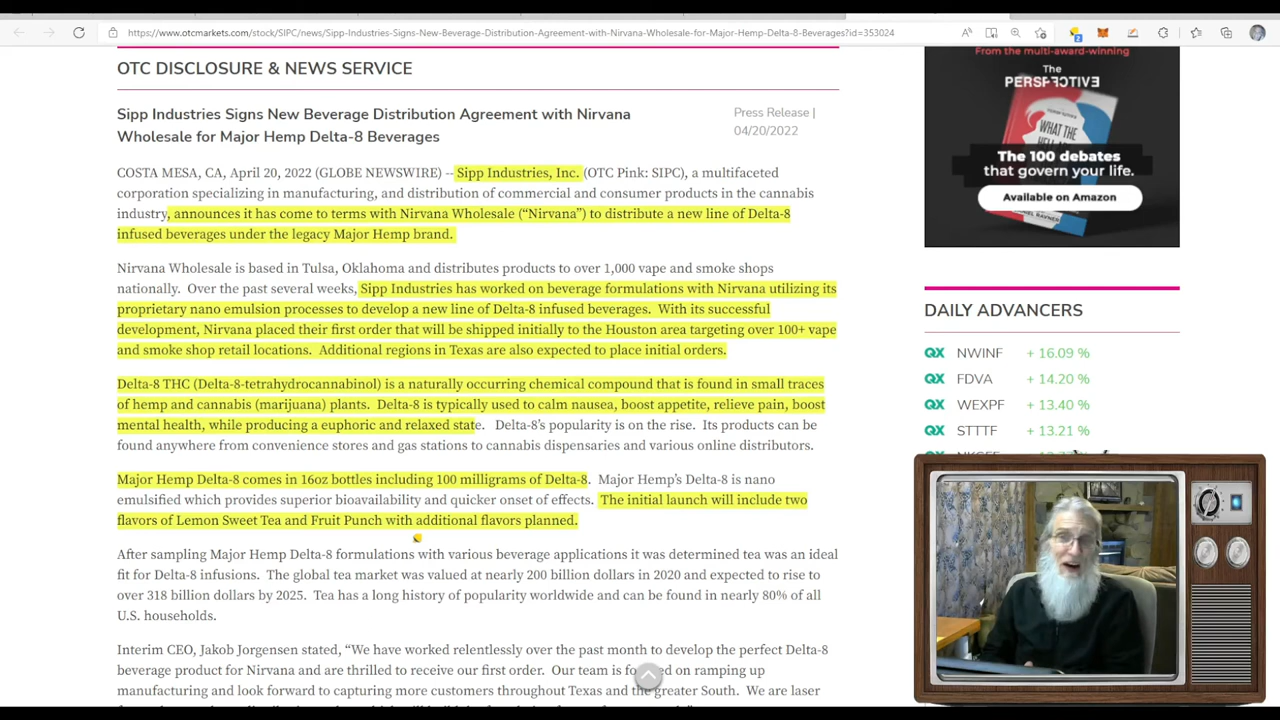 https://www.otcmarkets.com/stock/SIPC/news/Sipp-Industries-Signs-New-Beverage-Distribution-Agreement-with-Nirvana-Wholesale-for-Major-Hemp-Delta-8-Beverages?id=353024
2
OTC DISCLOSURE & NEWS SERVICE
Sipp Industries Signs New Beverage Distribution Agreement with Nirvana
Wholesale for Major Hemp Delta-8 Beverages
Press Release |
04/20/2022
COSTA MESA, CA, April 20, 2022 (GLOBE NEWSWIRE) -- Sipp Industries, Inc. (OTC Pink: SIPC), a multifaceted
corporation specializing in manufacturing, and distribution of commercial and consumer products in the cannabis
industry, announces it has come to terms with Nirvana Wholesale (“Nirvana”) to distribute a new line of Delta-8
infused beverages under the legacy Major Hemp brand.
Nirvana Wholesale is based in Tulsa, Oklahoma and distributes products to over 1,000 vape and smoke shops
nationally.  Over the past several weeks, Sipp Industries has worked on beverage formulations with Nirvana utilizing its
proprietary nano emulsion processes to develop a new line of Delta-8 infused beverages.  With its successful
development, Nirvana placed their first order that will be shipped initially to the Houston area targeting over 100+ vape
and smoke shop retail locations.  Additional regions in Texas are also expected to place initial orders.
Delta-8 THC (Delta-8-tetrahydrocannabinol) is a naturally occurring chemical compound that is found in small traces
of hemp and cannabis (marijuana) plants.  Delta-8 is typically used to calm nausea, boost appetite, relieve pain, boost
mental health, while producing a euphoric and relaxed state.  Delta-8’s popularity is on the rise.  Its products can be
found anywhere from convenience stores and gas stations to cannabis dispensaries and various online distributors.
Major Hemp Delta-8 comes in 16oz bottles including 100 milligrams of Delta-8.  Major Hemp’s Delta-8 is nano
emulsified which provides superior bioavailability and quicker onset of effects.  The initial launch will include two
flavors of Lemon Sweet Tea and Fruit Punch with additional flavors planned.
After sampling Major Hemp Delta-8 formulations with various beverage applications it was determined tea was an ideal
fit for Delta-8 infusions.  The global tea market was valued at nearly 200 billion dollars in 2020 and expected to rise to
over 318 billion dollars by 2025.  Tea has a long history of popularity worldwide and can be found in nearly 80% of all
U.S. households.
Interim CEO, Jakob Jorgensen stated, “We have worked relentlessly over the past month to develop the perfect Delta-8
beverage product for Nirvana and are thrilled to receive our first order. Our team is on ramping up
manufacturing and look forward to capturing more customers throughout Texas and the greater South.  We are laser
From the multi-award-winning
The
PERSPECTIVE
WHAT THE
The 100 debates
that govern your life.
Available on Amazon
DAILY ADVANCERS
QX NWINF + 16.09 %
QX FDVA + 14.20 %
QX WEXPF + 13.40 %
QX STTTF + 13.21 %